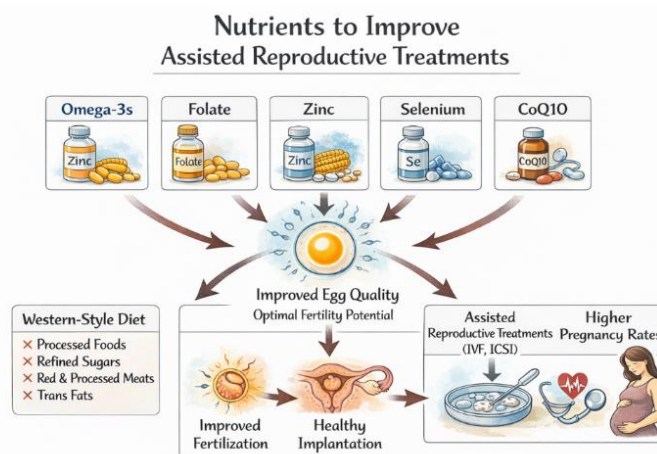 Nutrients to Improve
Assisted Reproductive Treatments
Omega-3s
Zinc
Folate
Folate
Zinc
Zinc
Selenium
Se
CoQ10
CoQ10
Improved Egg Quality
Optimal Fertility Potential
Western-Style Diet
× Processed Foods
× Refined Sugars
× Red & Processed Meats
× Trans Fats
Improved
Fertilization
Healthy
Implantation
Assisted
Reproductive Treatments
(IVF, ICSI)
Higher
Pregnancy Rates